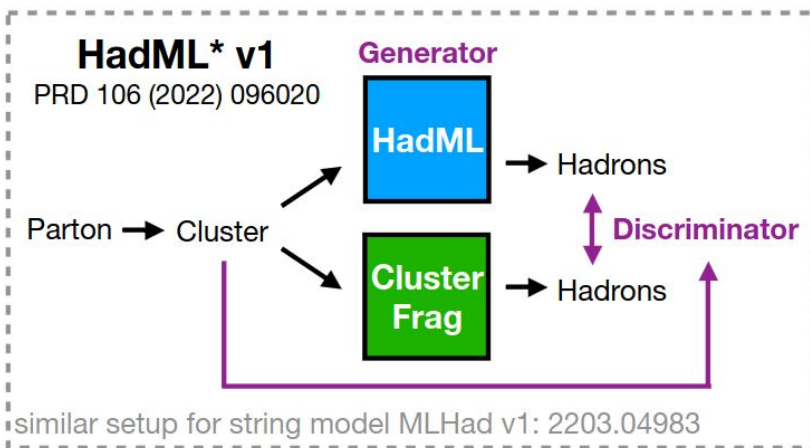 HadML* v1
PRD 106 (2022) 096020
Generator
HadML
Hadrons
Parton
Cluster
Discriminator
Cluster
Frag
Hadrons
similar setup for string model MLHad v1: 2203.04983